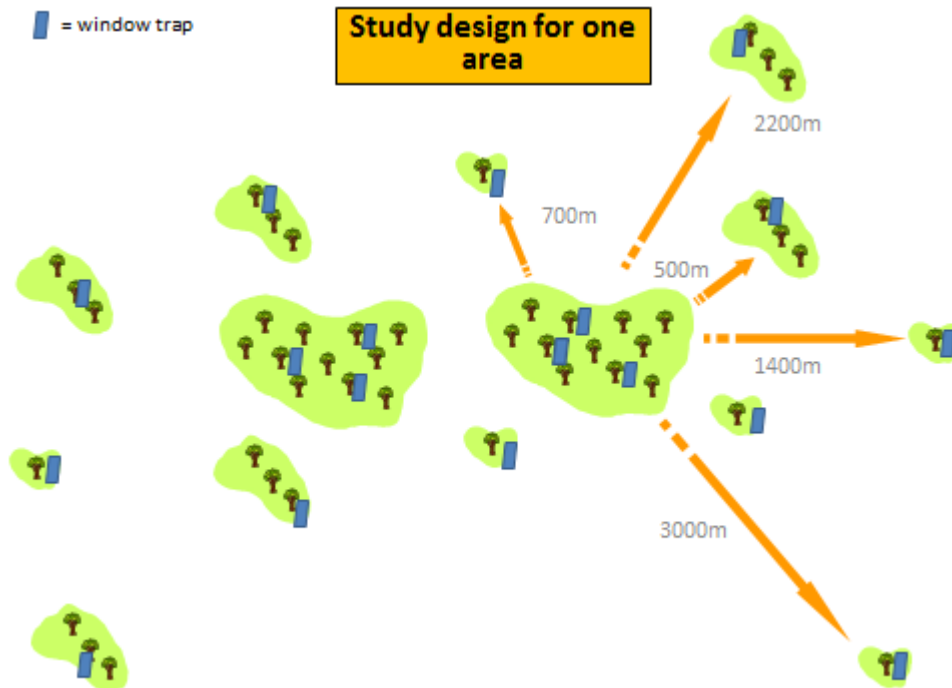 = window trap
Study design for one
area
2200m
700m
500m
1400m
3000m